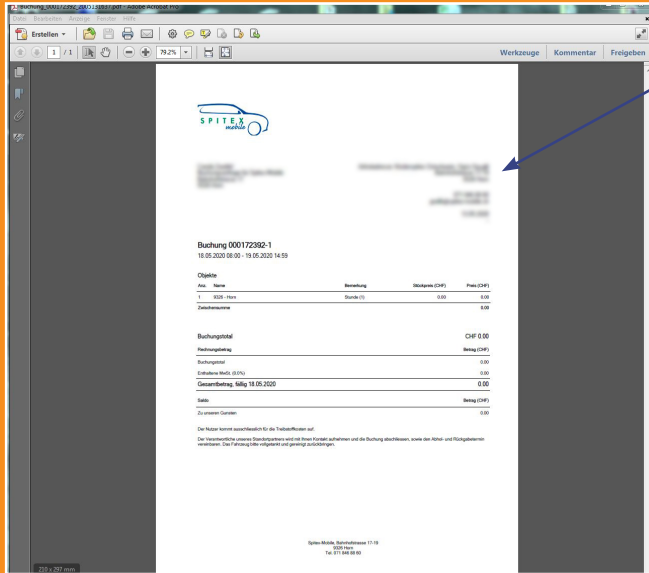 Buchung_000172392_2005131637.pdf - Adobe Acrobat Pro
Datei Bearbeiten Anzeige Fenster Hilfe
Erstellen
1 / 1 79.2% Werkzeuge Kommentar Freigeben
SPITEX
mobile
Buchung 000172392-1
18.05.2020 08:00 - 19.05.2020 14:59
Objekte
Anz. Name Bemerkung Stückpreis (CHF) Preis (CHF)
1 9326 - Horn Stunde (1) 0.00 0.00
Zwischensumme 0.00
Buchungstotal CHF 0.00
Rechnungsbetrag Betrag (CHF)
Buchungstotal 0.00
Enthaltene MwSt. (0.0%) 0.00
Gesamtbetrag, fällig 18.05.2020 0.00
Saldo Betrag (CHF)
Zu unseren Gunsten 0.00
Der Nutzer kommt ausschliesslich für die Treibstoffkosten auf.
Der Verantwortliche unseres Standortpartners wird mit Ihnen Kontakt aufnehmen und die Buchung abschliessen, sowie den Abhol- und Rückgabetermin
vereinbaren. Das Fahrzeug bitte vollgetankt und gereinigt zurückbringen.
Spitex-Mobile, Bahnhofstrasse 17-19
9326 Horn
Tel. 071 846 88 60
210 x 297 mm